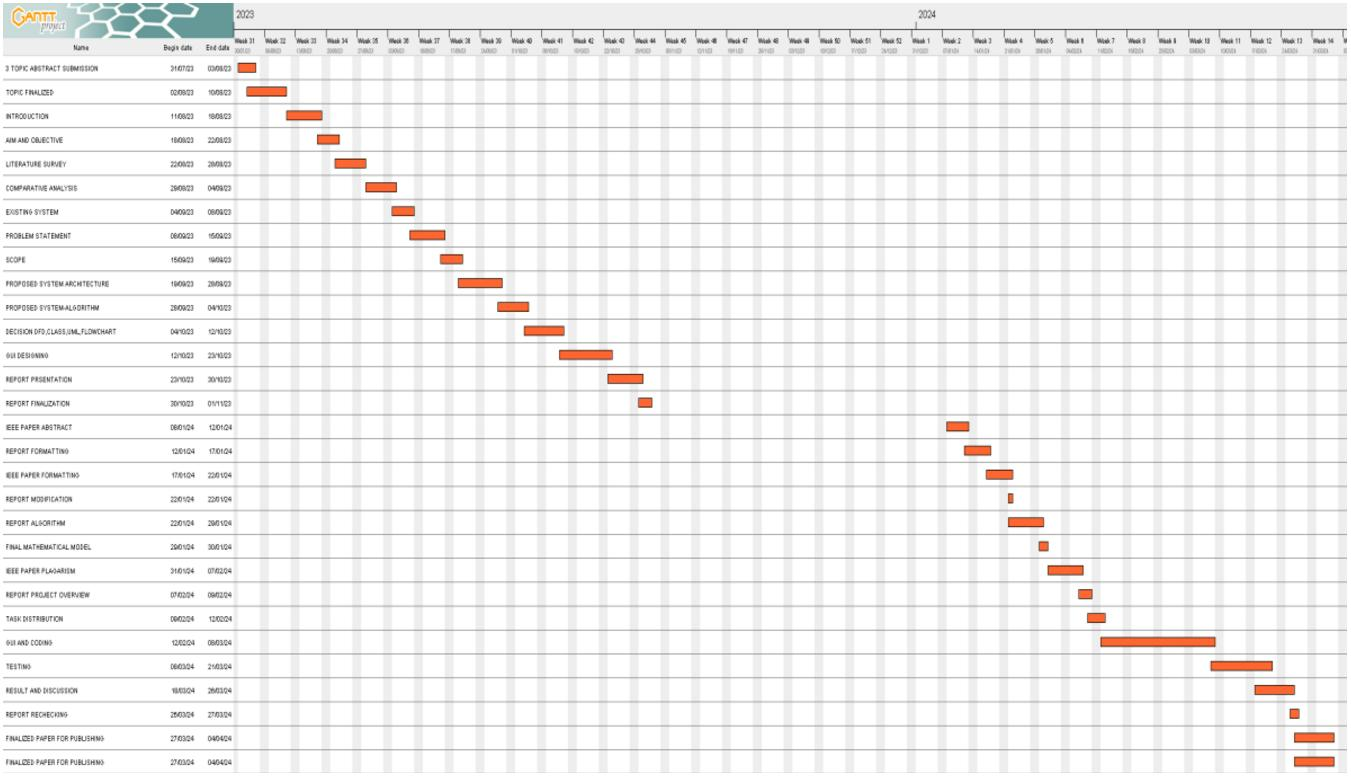 GANTT
project
2023 2024
Name Begin date End date Week 31 Week 32 Week 33 Week 34 Week 35 Week 36 Week 37 Week 38 Week 39 Week 40 Week 41 Week 42 Week 43 Week 44 Week 45 Week 46 Week 47 Week 48 Week 49 Week 50 Week 51 Week 52 Week 1 Week 2 Week 3 Week 4 Week 5 Week 6 Week 7 Week 8 Week 9 Week 10 Week 11 Week 12 Week 13 Week 14
3 TOPIC ABSTRACT SUBMISSION 31/07/23 03/08/23
TOPIC FINALIZED 02/08/23 10/08/23
INTRODUCTION 11/08/23 18/08/23
AIM AND OBJECTIVE 18/08/23 22/08/23
LITERATURE SURVEY 22/08/23 28/08/23
COMPARATIVE ANALYSIS 29/08/23 04/09/23
EXISTING SYSTEM 04/09/23 08/09/23
PROBLEM STATEMENT 08/09/23 15/09/23
SCOPE 15/09/23 19/09/23
PROPOSED SYSTEM ARCHITECTURE 19/09/23 28/09/23
PROPOSED SYSTEM-ALGORITHM 28/09/23 04/10/23
DECISION DFD,CLASS,UML,FLOWCHART 04/10/23 12/10/23
GUI DESIGNING 12/10/23 23/10/23
REPORT PRSENTATION 23/10/23 30/10/23
REPORT FINALIZATION 30/10/23 01/11/23
IEEE PAPER ABSTRACT 08/01/24 12/01/24
REPORT FORMATTING 12/01/24 17/01/24
IEEE PAPER FORMATTING 17/01/24 22/01/24
REPORT MODIFICATION 22/01/24 22/01/24
REPORT ALGORITHM 22/01/24 29/01/24
FINAL MATHEMATICAL MODEL 29/01/24 30/01/24
IEEE PAPER PLAGARISM 31/01/24 07/02/24
REPORT PROJECT OVERVIEW 07/02/24 09/02/24
TASK DISTRIBUTION 09/02/24 12/02/24
GUI AND CODING 12/02/24 08/03/24
TESTING 08/03/24 21/03/24
RESULT AND DISCUSSION 18/03/24 26/03/24
REPORT RECHECKING 26/03/24 27/03/24
FINALIZED PAPER FOR PUBLISHING 27/03/24 04/04/24
FINALIZED PAPER FOR PUBLISHING 27/03/24 04/04/24